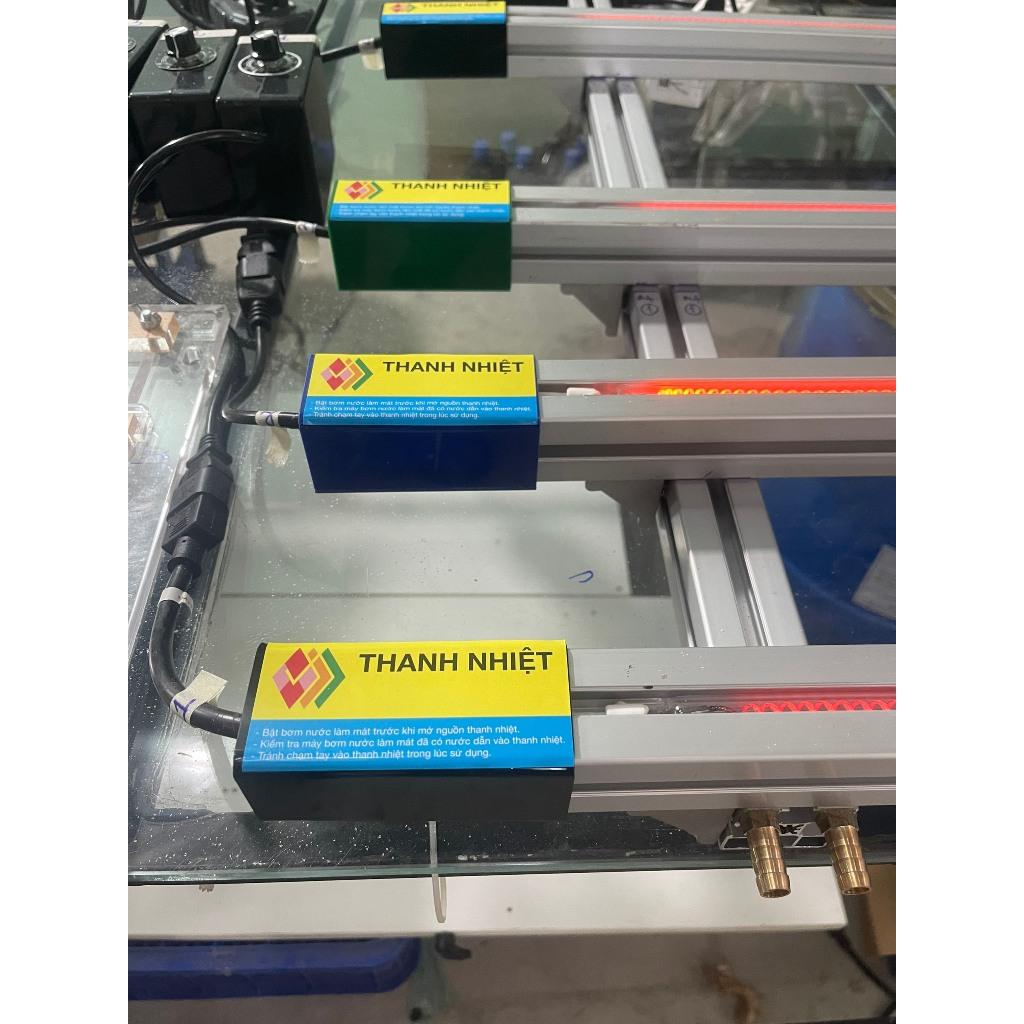 THANH NHIỆT
THANH NHIỆT
THANH NHIỆT
- Bật bơm nước làm mát trước khi mở nguồn thanh nhiệt.
- Kiểm tra máy bơm nước làm mát đã có nước dẫn vào thanh nhiệt.
- Tránh chạm tay vào thanh nhiệt trong lúc sử dụng.
THANH NHIỆT
- Bật bơm nước làm mát trước khi mở nguồn thanh nhiệt.
- Kiểm tra máy bơm nước làm mát đã có nước dẫn vào thanh nhiệt.
- Tránh chạm tay vào thanh nhiệt trong lúc sử dụng.
1